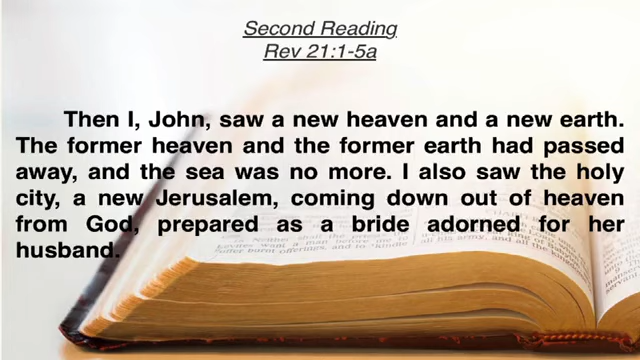 Second Reading
Rev 21:1-5a
Then I, John, saw a new heaven and a new earth.
The former heaven and the former earth had passed
away, and the sea was no more. I also saw the holy
city, a new Jerusalem, coming down out of heaven
from God, prepared as a bride adorned for her
husband.